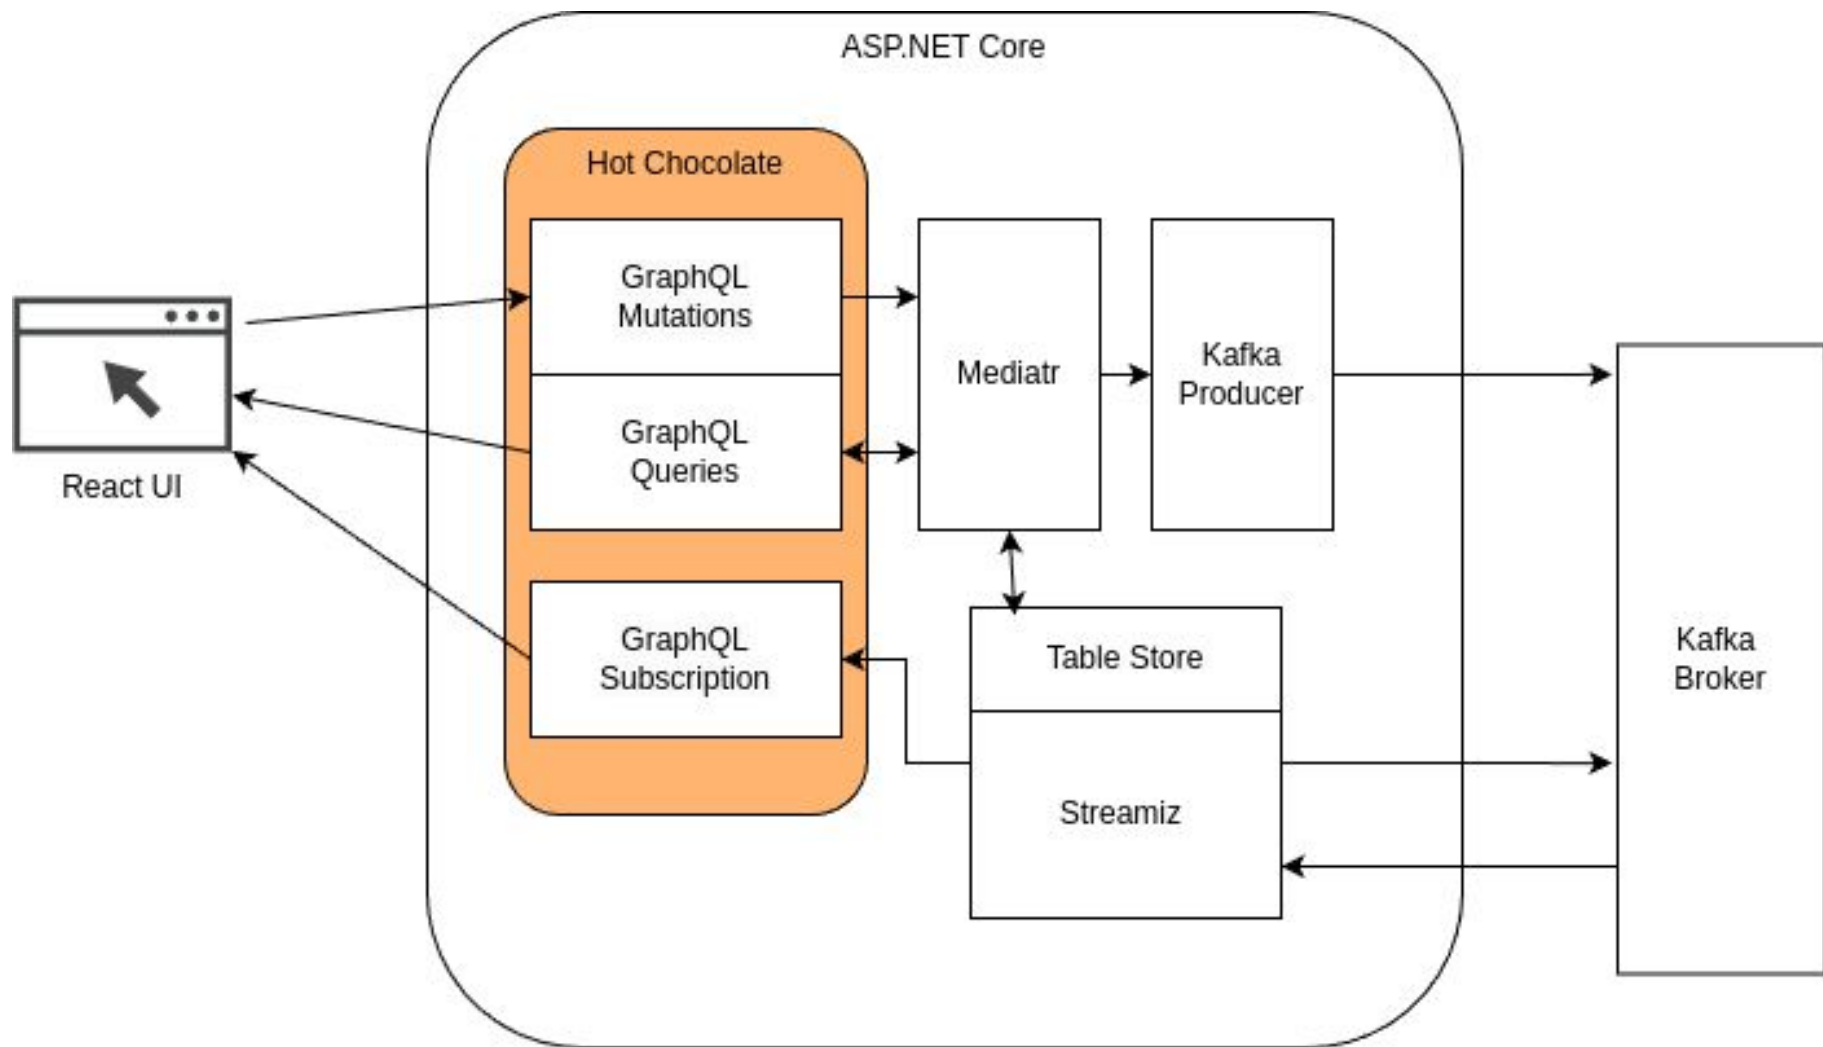 ASP.NET Core
Hot Chocolate
GraphQL
Mutations
GraphQL
Queries
GraphQL
Subscription
React UI
Mediatr
Kafka
Producer
Table Store
Streamiz
Kafka
Broker